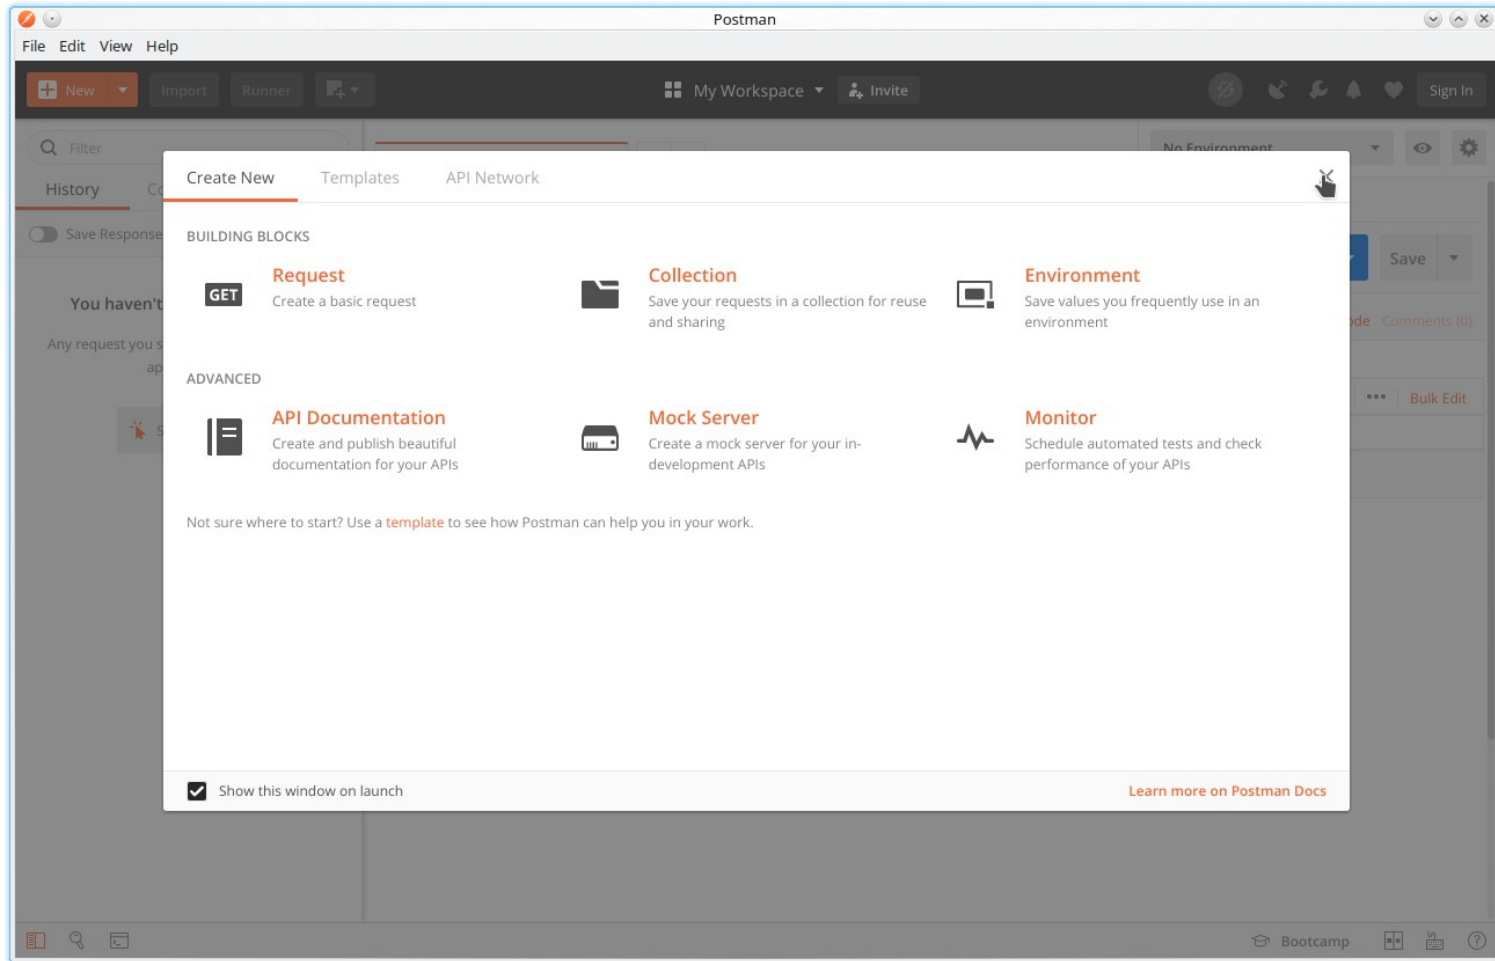 Postman
File Edit View Help
New Import Runner My Workspace Invite Sign In
Filter No Environment
History
Save Response
Create New Templates API Network
BUILDING BLOCKS
Request Collection Environment
Create a basic request Save your requests in a collection for reuse Save values you frequently use in an
and sharing environment
ADVANCED
API Documentation Mock Server Monitor
Create and publish beautiful Create a mock server for your in- Schedule automated tests and check
documentation for your APIs development APIs performance of your APIs
Not sure where to start? Use a template to see how Postman can help you in your work.
Show this window on launch Learn more on Postman Docs
You haven't
Any request you
Save
Comments (0)
Bulk Edit
Bootcamp